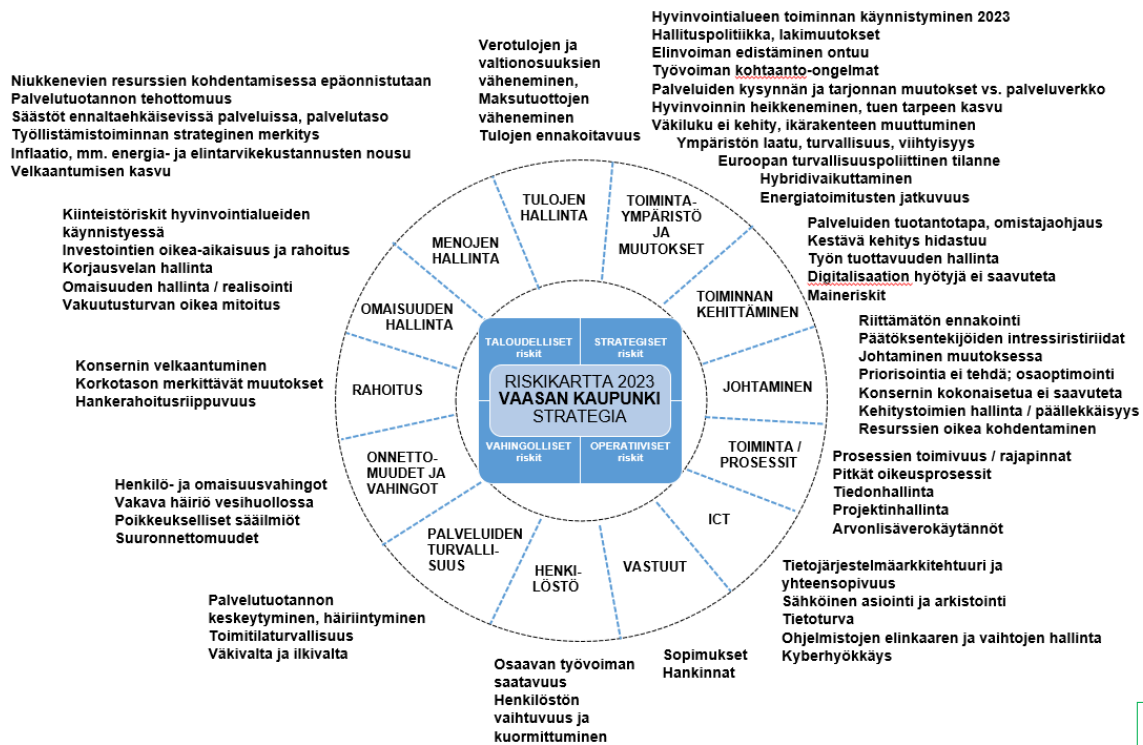 Niukkenevien resurssien kohdentamisessa epäonnistutaan
Palvelutuotannon tehottomuus
Säästöt ennaltaehkäisevissä palveluissa, palvelutaso
Työllistämistoiminnan strateginen merkitys
Inflaatio, mm. energia- ja elintarvikekustannusten nousu
Velkaantumisen kasvu
Verotulojen ja
valtionosuuksien
väheneminen,
Maksutuottojen
väheneminen
Tulojen ennakoitavuus
Hyvinvointialueen toiminnan käynnistyminen 2023
Hallituspolitiikka, lakimuutokset
Elinvoiman edistäminen ontuu
Työvoiman kohtaanto-ongelmat
Palveluiden kysynnän ja tarjonnan muutokset vs. palveluverkko
Hyvinvoinnin heikkeneminen, tuen tarpeen kasvu
Väkiluku ei kehity, ikärakenteen muuttuminen
Ympäristön laatu, turvallisuus, viihtyisyys
Euroopan turvallisuuspoliittinen tilanne
Hybridivaikuttaminen
Energiatoimitusten jatkuvuus
Palveluiden tuotantotapa, omistajaohjaus
Kestävä kehitys hidastuu
Työn tuottavuuden hallinta
Digitalisaation hyötyjä ei saavuteta
Maineriskit
Riittämätön ennakointi
Päätöksentekijöiden intressiristiriidat
Johtaminen muutoksessa
Priorisointia ei tehdä; osaoptimointi
Konsernin kokonaisetua ei saavuteta
Kehitystoimien hallinta / päällekkäisyys
Resurssien oikea kohdentaminen
Prosessien toimivuus / rajapinnat
Pitkät oikeusprosessit
Tiedonhallinta
Projektinhallinta
Arvonlisäverokäytännöt
Tietojärjestelmäarkkitehtuuri ja
yhteensopivuus
Sähköinen asiointi ja arkistointi
Tietoturva
Ohjelmistojen elinkaaren ja vaihtojen hallinta
Kyberhyökkäys
Sopimukset
Hankinnat
Osaavan työvoiman
saatavuus
Henkilöstön
vaihtuvuus ja
kuormittuminen
Palvelutuotannon
keskeytyminen, häiriintyminen
Toimitilaturvallisuus
Väkivalta ja ilkivalta
Henkilö- ja omaisuusvahingot
Vakava häiriö vesihuollossa
Poikkeukselliset sääilmiöt
Suuronnettomuudet
Konsernin velkaantuminen
Korkotason merkittävät muutokset
Hankerahoitusriippuvuus
Kiinteistöriskit hyvinvointialueiden
käynnistyessä
Investointien oikea-aikaisuus ja rahoitus
Korjausvelan hallinta
Omaisuuden hallinta / realisointi
Vakuutusturvan oikea mitoitus
TULOJEN
HALLINTA
TOIMINTA-
YMPÄRISTÖ
JA
MUUTOKSET
TOIMINNAN
KEHITTÄMINEN
JOHTAMINEN
TOIMINTA /
PROSESSIT
ICT
VASTUUT
HENKI-
LÖSTÖ
PALVELUIDEN
TURVALLI-
SUUS
ONNETTO-
MUUDET JA
VAHINGOT
RAHOITUS
OMAISUUDEN
HALLINTA
MENOJEN
HALLINTA
TALOUDELLISET
riskit
STRATEGISET
riskit
RISKIKARTTA 2023
VAASAN KAUPUNKI
STRATEGIA
VAHINGOLLISET
riskit
OPERATIIVISET
riskit